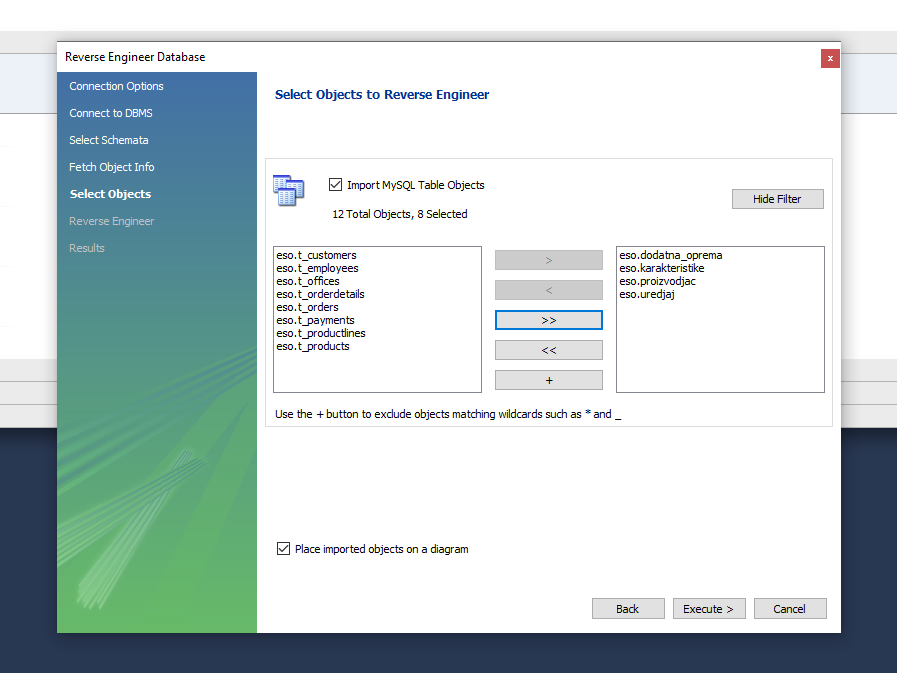 Reverse Engineer Database
x
Connection Options
Connect to DBMS
Select Schemata
Fetch Object Info
Select Objects
Reverse Engineer
Results
Select Objects to Reverse Engineer
Import MySQL Table Objects
12 Total Objects, 8 Selected
Hide Filter
eso.t_customers
eso.t_employees
eso.t_offices
eso.t_orderdetails
eso.t_orders
eso.t_payments
eso.t_productlines
eso.t_products
>
<
>>
<<
+
eso.dodatna_oprema
eso.karakteristike
eso.proizvodjac
eso.uredjaj
Use the + button to exclude objects matching wildcards such as * and _
Place imported objects on a diagram
Back
Execute >
Cancel